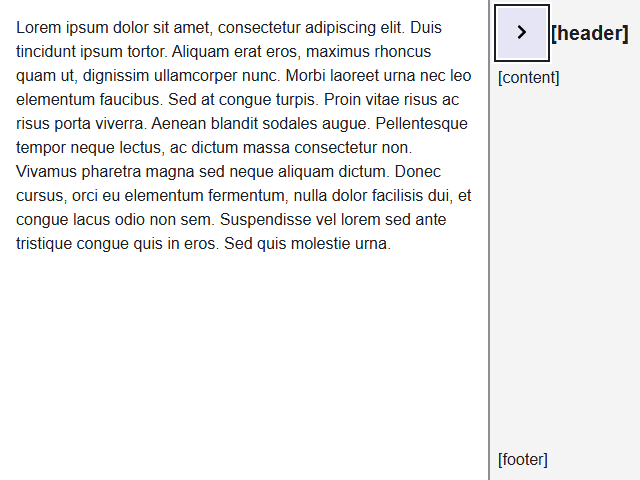 Lorem ipsum dolor sit amet, consectetur adipiscing elit. Duis
tincidunt ipsum tortor. Aliquam erat eros, maximus rhoncus
quam ut, dignissim ullamcorper nunc. Morbi laoreet urna nec leo
elementum faucibus. Sed at congue turpis. Proin vitae risus ac
risus porta viverra. Aenean blandit sodales augue. Pellentesque
tempor neque lectus, ac dictum massa consectetur non.
Vivamus pharetra magna sed neque aliquam dictum. Donec
cursus, orci eu elementum fermentum, nulla dolor facilisis dui, et
congue lacus odio non sem. Suspendisse vel lorem sed ante
tristique congue quis in eros. Sed quis molestie urna.
[header]
[content]
[footer]